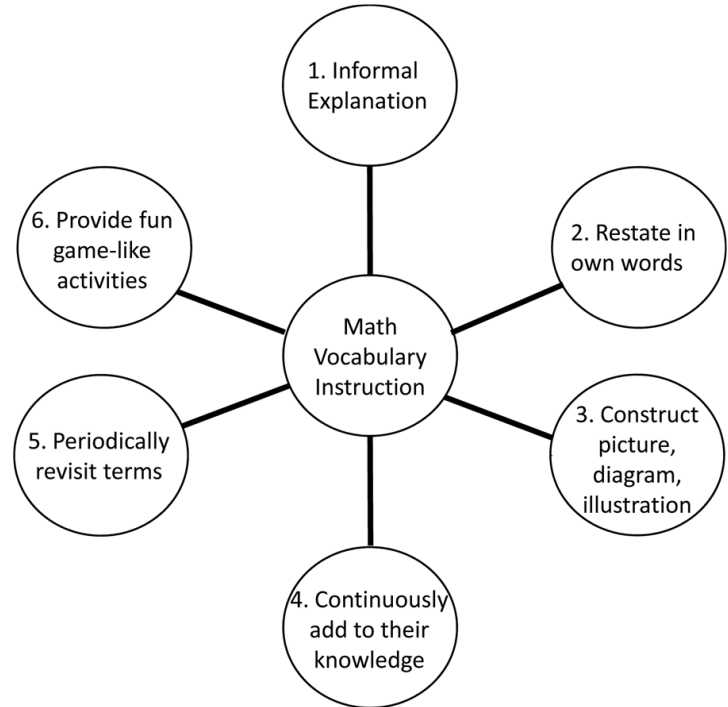 1. Informal
Explanation
2. Restate in
own words
3. Construct
picture,
diagram,
illustration
4. Continuously
add to their
knowledge
5. Periodically
revisit terms
6. Provide fun
game-like
activities
Math
Vocabulary
Instruction